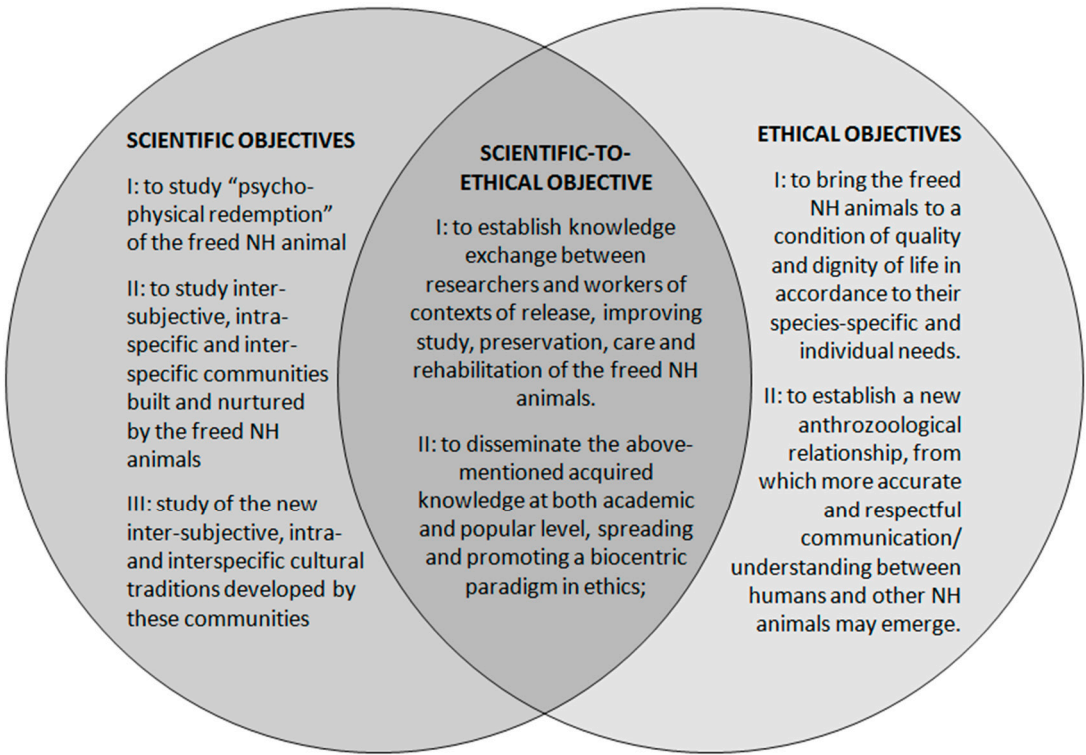 SCIENTIFIC OBJECTIVES
I: to study “psycho-
physical redemption”
of the freed NH animal
II: to study inter-
subjective, intra-
specific and inter-
specific communities
built and nurtured
by the freed NH
animals
III: study of the new
inter-subjective, intra-
and interspecific cultural
traditions developed by
these communities
SCIENTIFIC-TO-
ETHICAL OBJECTIVE
I: to establish knowledge
exchange between
researchers and workers of
contexts of release, improving
study, preservation, care and
rehabilitation of the freed NH
animals.
II: to disseminate the above-
mentioned acquired
knowledge at both academic
and popular level, spreading
and promoting a biocentric
paradigm in ethics;
ETHICAL OBJECTIVES
I: to bring the freed
NH animals to a
condition of quality
and dignity of life in
accordance to their
species-specific and
individual needs.
II: to establish a new
anthrozoological
relationship, from
which more accurate
and respectful
communication/
understanding between
humans and other NH
animals may emerge.